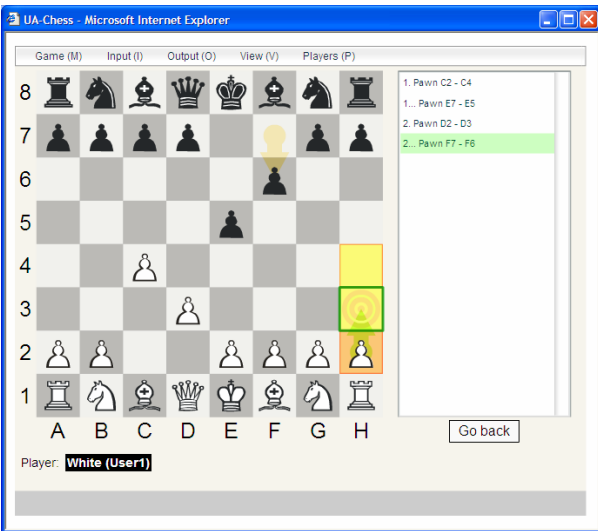 UA-Chess - Microsoft Internet Explorer
Game (M) Input (I) Output (O) View (V) Players (P)
1. Pawn C2 - C4
1... Pawn E7 - E5
2. Pawn D2 - D3
2... Pawn F7 - F6
8
7
6
5
4
3
2
1
A B C D E F G H
Go back
Player: White (User1)